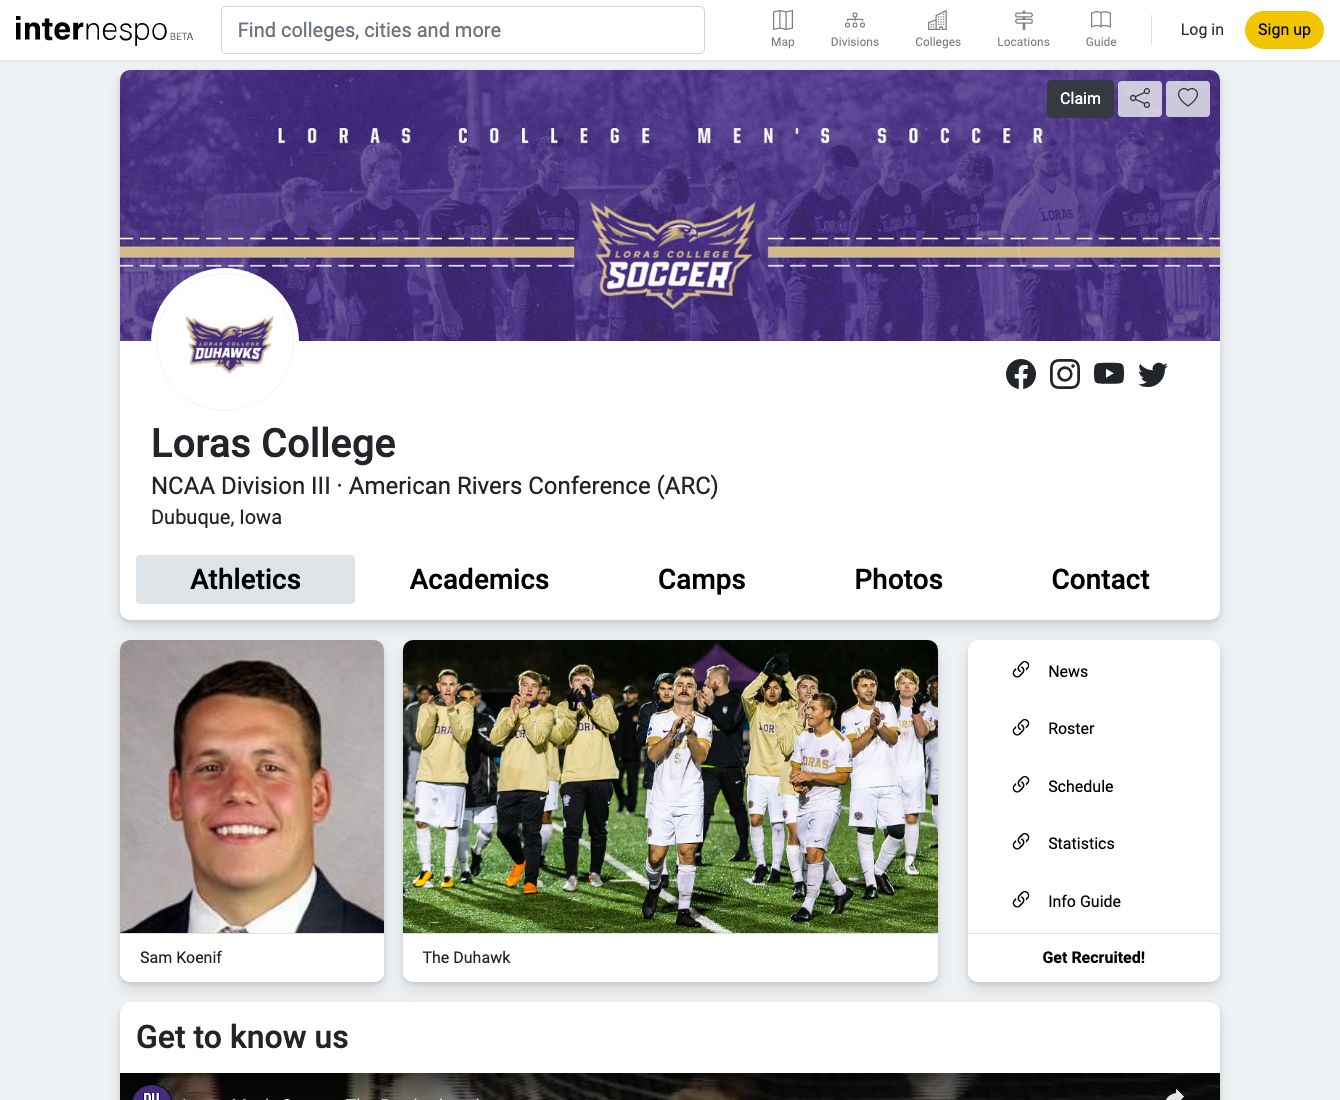 internespo BETA
Find colleges, cities and more
Map
Divisions
Colleges
Locations
Guide
Log in
Sign up
Claim
LORAS COLLEGE MEN'S SOCCER
LORAS COLLEGE
SOCCER
LORAS COLLEGE
DUHAWKS
Loras College
NCAA Division III · American Rivers Conference (ARC)
Dubuque, Iowa
Athletics
Academics
Camps
Photos
Contact
News
Roster
Schedule
Statistics
Info Guide
Get Recruited!
Sam Koenif
The Duhawk
Get to know us